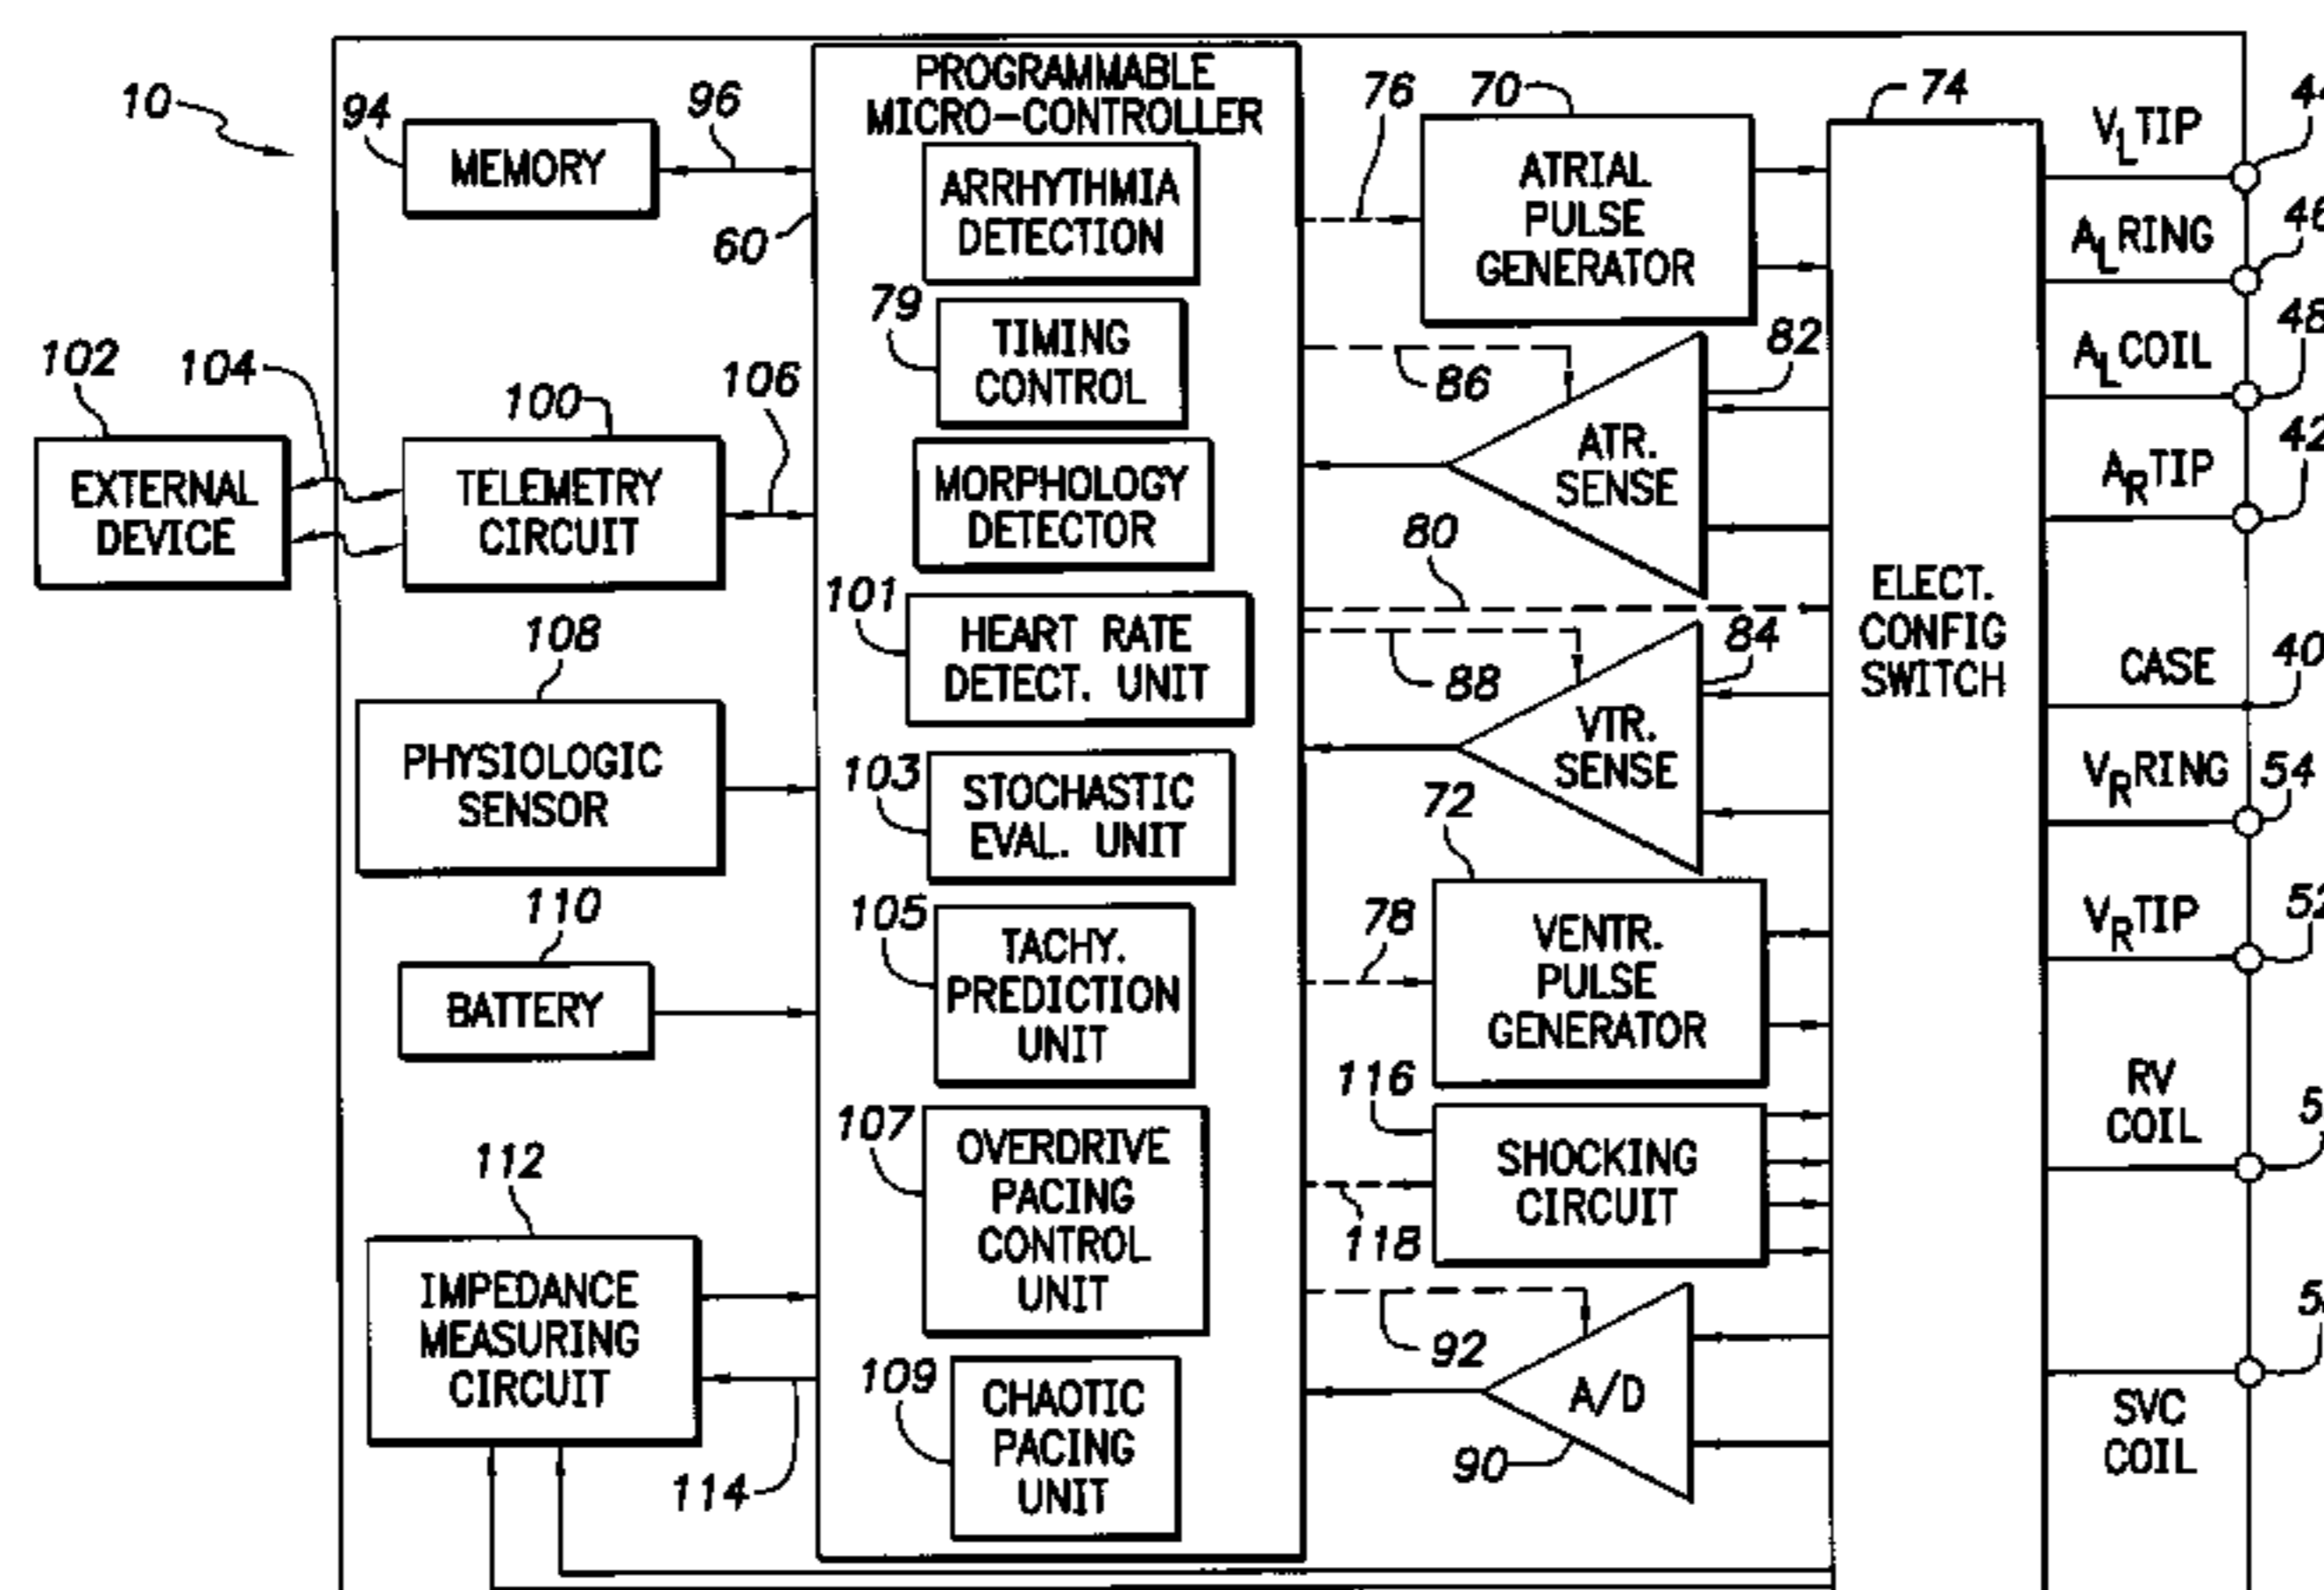 10
94
MEMORY
96
60
PROGRAMMABLE
MICRO-CONTROLLER
ARRHYTHMIA
DETECTION
79
TIMING
CONTROL
MORPHOLOGY
DETECTOR
101
HEART RATE
DETECT. UNIT
103
STOCHASTIC
EVAL. UNIT
105
TACHY.
PREDICTION
UNIT
107
OVERDRIVE
PACING
CONTROL
UNIT
109
CHAOTIC
PACING
UNIT
102
EXTERNAL
DEVICE
104
100
TELEMETRY
CIRCUIT
106
108
PHYSIOLOGIC
SENSOR
110
BATTERY
112
IMPEDANCE
MEASURING
CIRCUIT
114
76
70
ATRIAL
PULSE
GENERATOR
86
82
ATR.
SENSE
80
88
84
VTR.
SENSE
72
78
VENTR.
PULSE
GENERATOR
116
SHOCKING
CIRCUIT
118
92
A/D
90
74
ELECT.
CONFIG
SWITCH
VLTIP
44
ALRING
46
ALCOIL
48
ARTIP
42
CASE
40
VRRING
54
VRTIP
52
RV
COIL
SVC
COIL